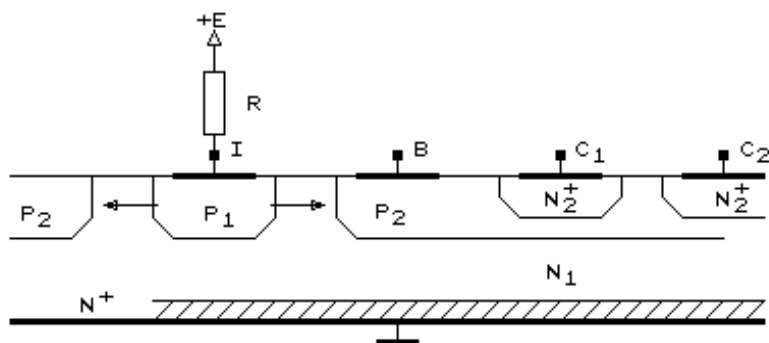 +E
R
I B C₁ C₂
P₂ P₁ P₂ N₂⁺ N₂⁺
N₁
N⁺